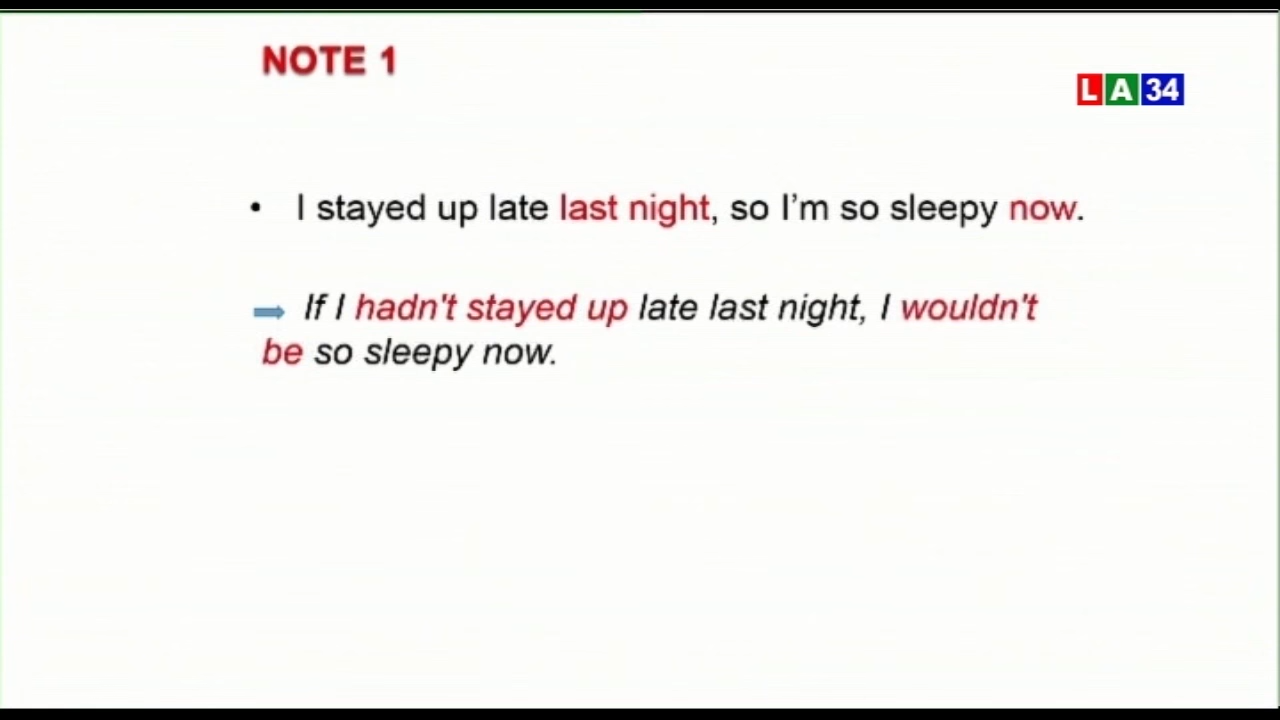 NOTE 1
LA34
• I stayed up late last night, so I’m so sleepy now.
If I hadn't stayed up late last night, I wouldn't
be so sleepy now.